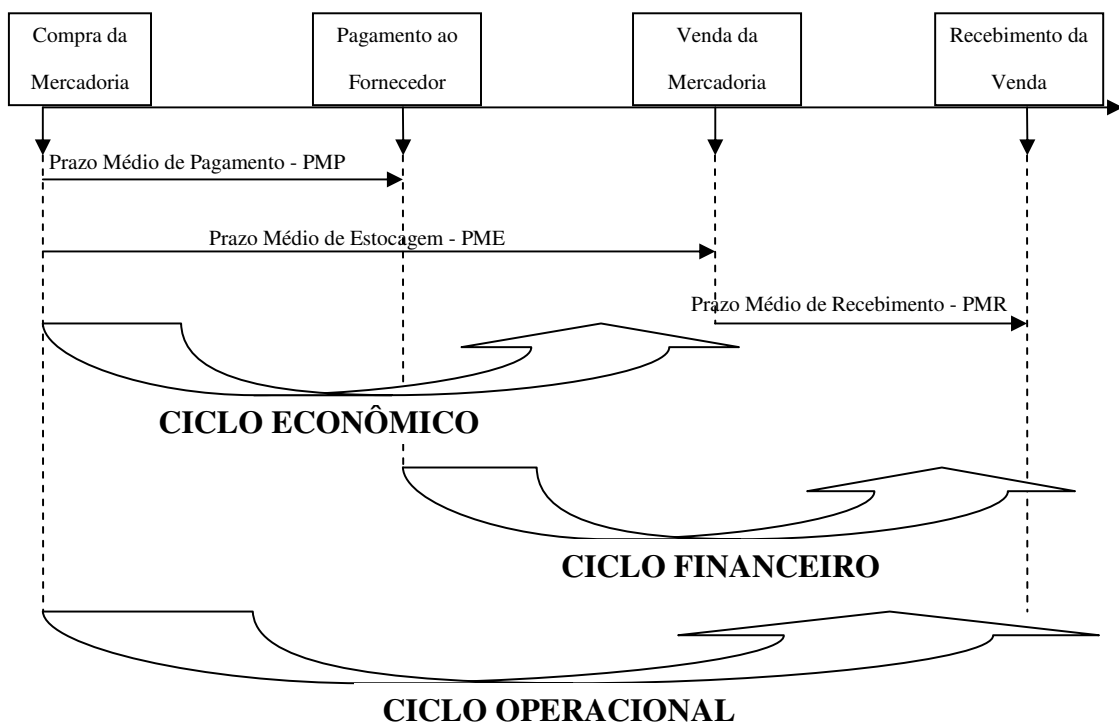 Compra da
Mercadoria
Pagamento ao
Fornecedor
Venda da
Mercadoria
Recebimento da
Venda
Prazo Médio de Pagamento - PMP
Prazo Médio de Estocagem - PME
Prazo Médio de Recebimento - PMR
CICLO ECONÔMICO
CICLO FINANCEIRO
CICLO OPERACIONAL